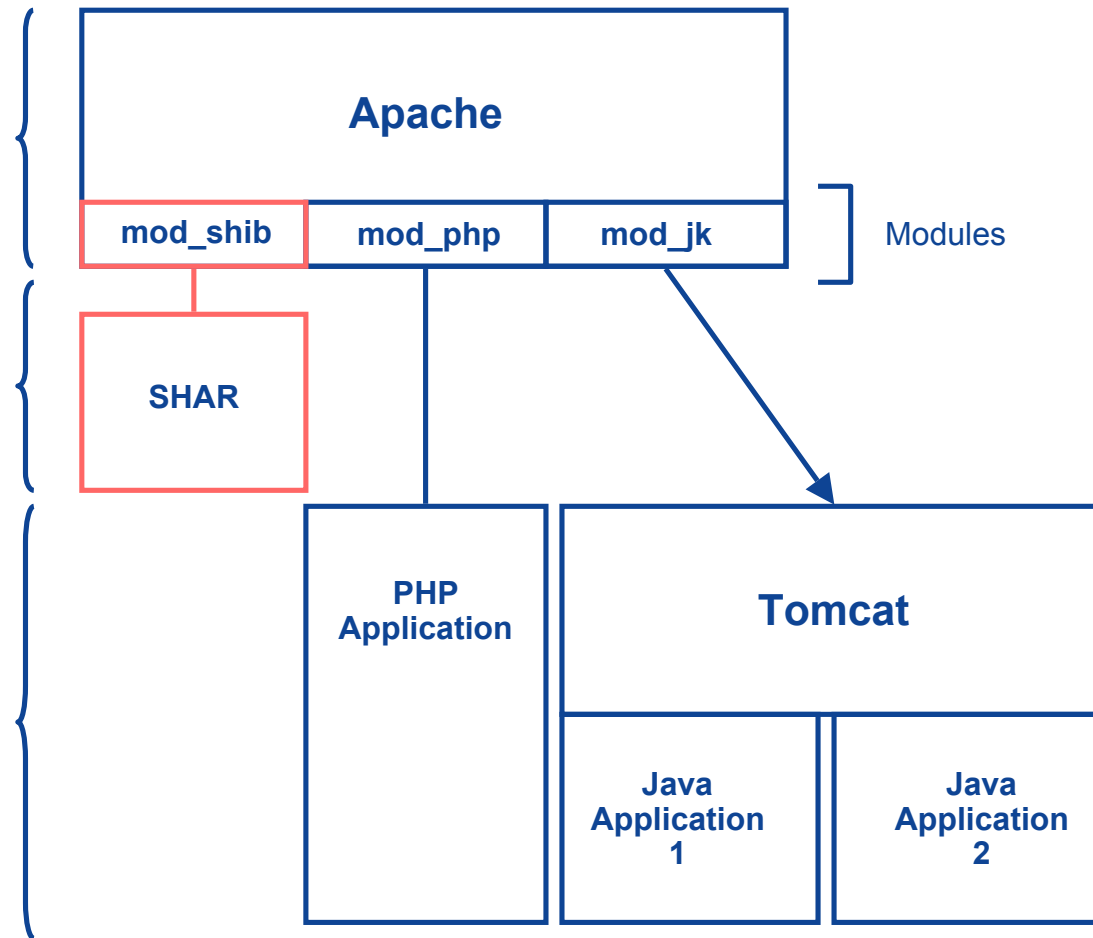 Apache
mod_shib
mod_php
mod_jk
Modules
SHAR
PHP
Application
Tomcat
Java
Application
1
Java
Application
2